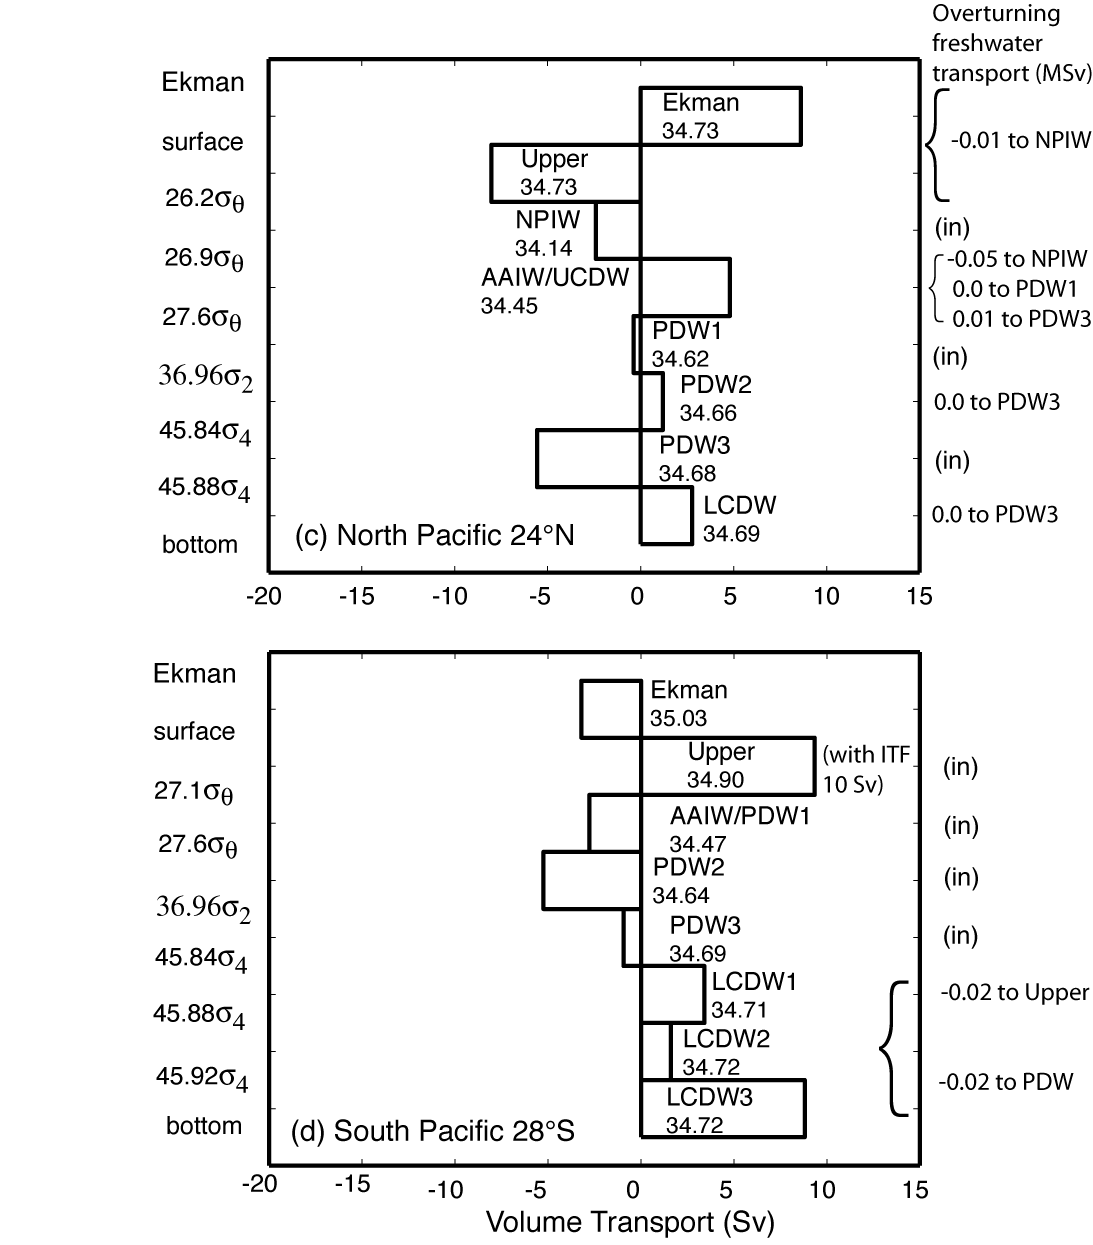 Overturning
freshwater
transport (MSv)
Ekman
Ekman
34.73
-0.01 to NPIW
surface
Upper
34.73
26.2σθ
NPIW
34.14
(in)
26.9σθ
AAIW/UCDW
34.45
-0.05 to NPIW
0.0 to PDW1
0.01 to PDW3
27.6σθ
PDW1
34.62
(in)
36.96σ2
PDW2
34.66
0.0 to PDW3
45.84σ4
PDW3
34.68
(in)
45.88σ4
LCDW
34.69
0.0 to PDW3
bottom
(c) North Pacific 24°N
-20 -15 -10 -5 0 5 10 15
Ekman
Ekman
35.03
surface
Upper
34.90
(with ITF
10 Sv)
(in)
27.1σθ
AAIW/PDW1
34.47
(in)
27.6σθ
PDW2
34.64
(in)
36.96σ2
PDW3
34.69
(in)
45.84σ4
LCDW1
34.71
-0.02 to Upper
45.88σ4
LCDW2
34.72
45.92σ4
LCDW3
34.72
-0.02 to PDW
bottom
(d) South Pacific 28°S
-20 -15 -10 -5 0 5 10 15
Volume Transport (Sv)